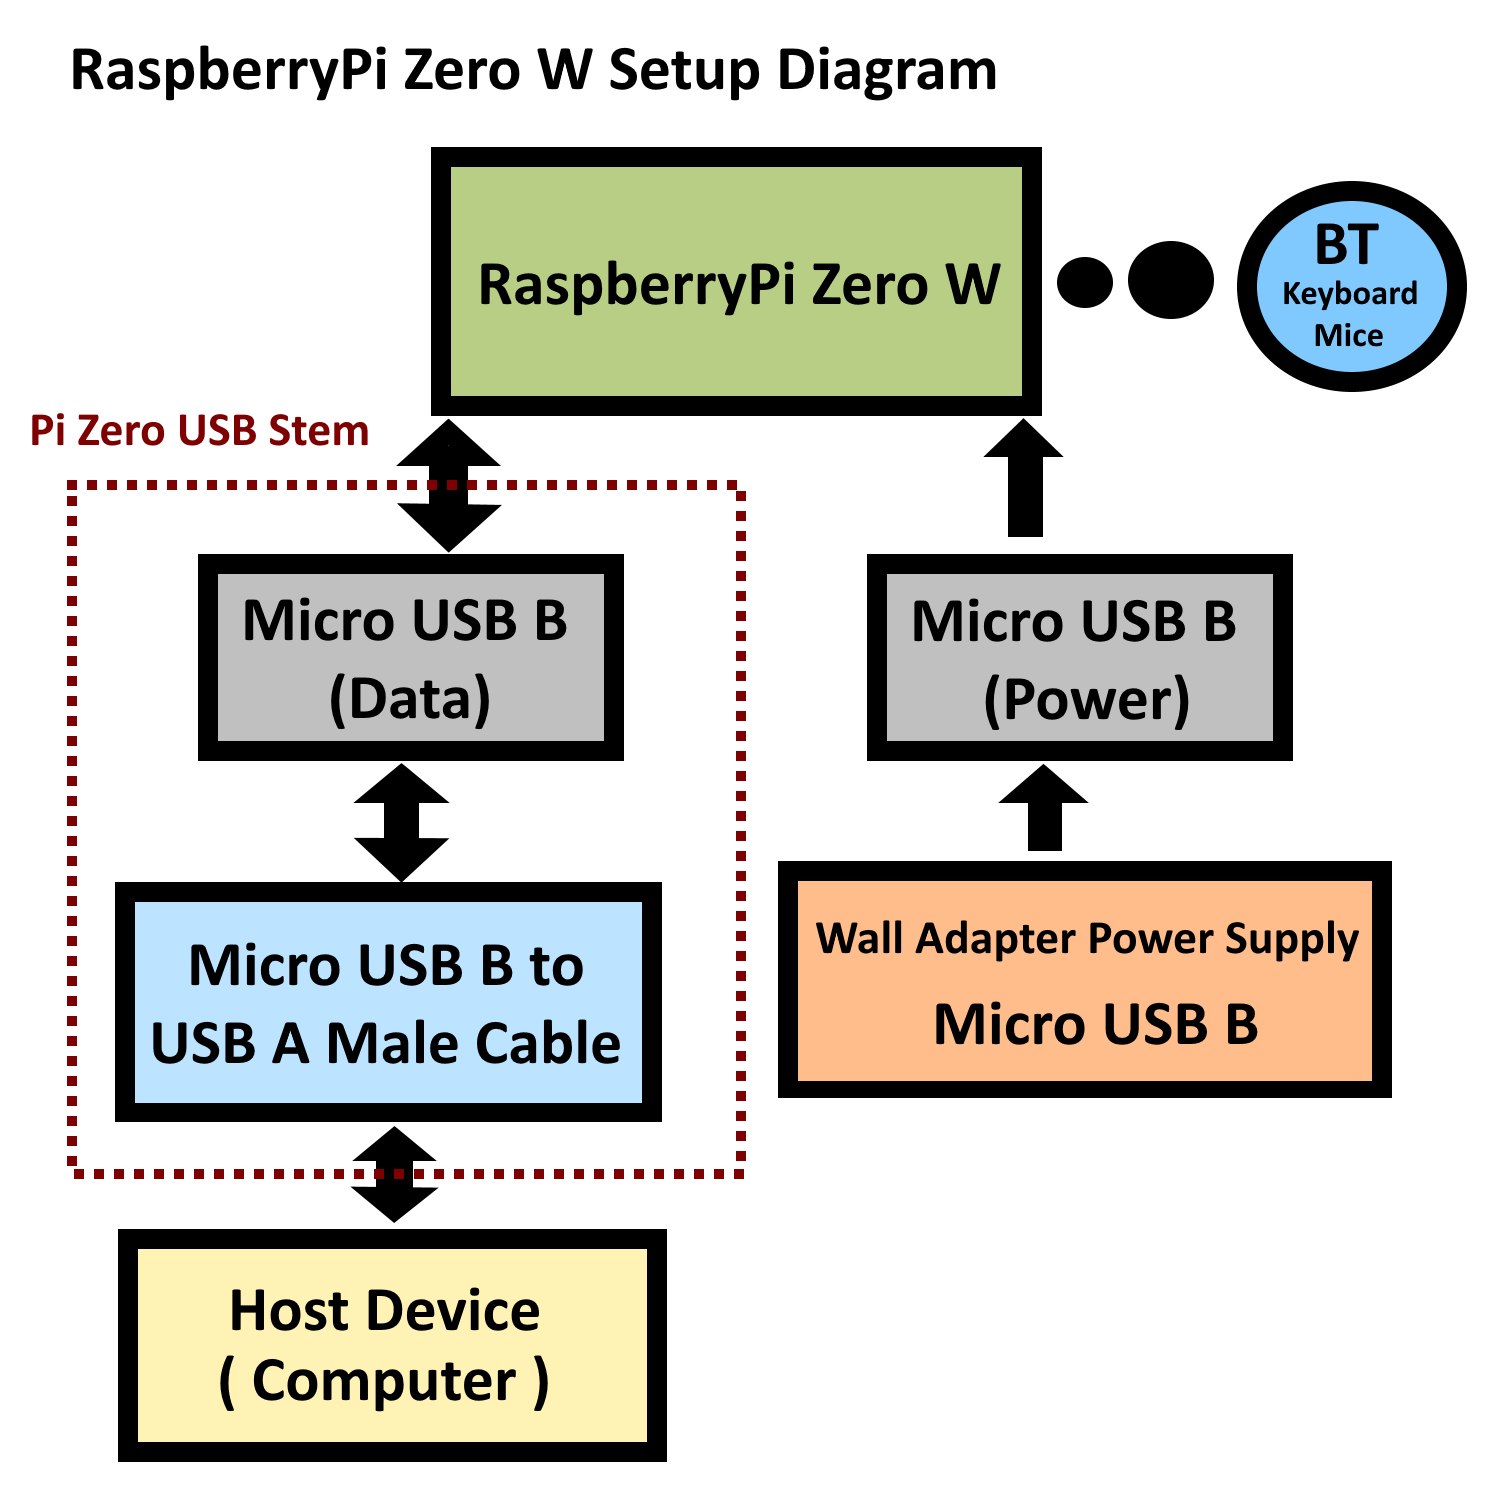 RaspberryPi Zero W Setup Diagram
RaspberryPi Zero W
BT
Keyboard
Mice
Pi Zero USB Stem
Micro USB B
(Data)
Micro USB B
(Power)
Micro USB B to
USB A Male Cable
Wall Adapter Power Supply
Micro USB B
Host Device
( Computer )